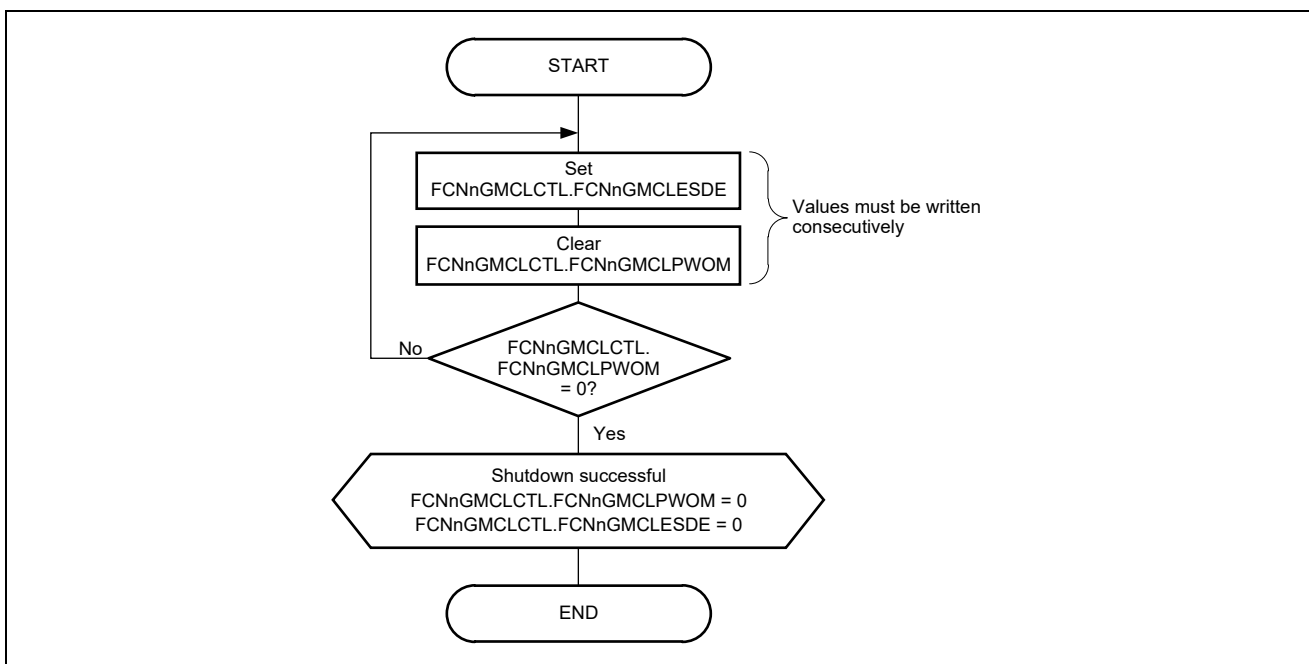 START
Set
FCNnGMCLCTL.FCNnGMCLESDE
Values must be written
consecutively
Clear
FCNnGMCLCTL.FCNnGMCLPWOM
FCNnGMCLCTL.
FCNnGMCLPWOM
= 0?
No
Yes
Shutdown successful
FCNnGMCLCTL.FCNnGMCLPWOM = 0
FCNnGMCLCTL.FCNnGMCLESDE = 0
END